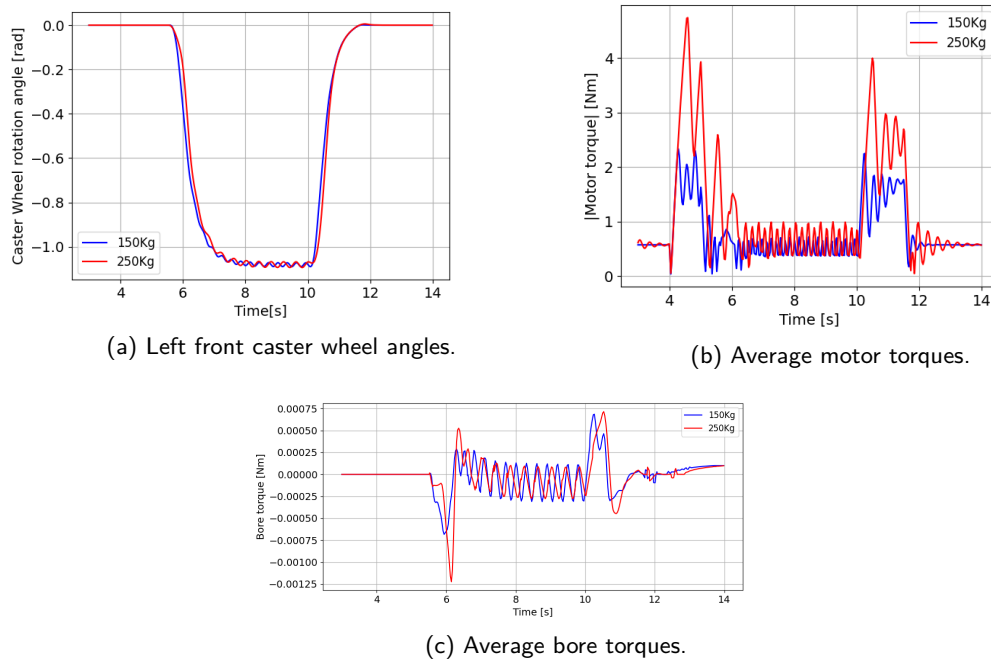 0.0
−0.2
−0.4
−0.6
−0.8
−1.0
Caster Wheel rotation angle [rad]
150Kg
250Kg
4 6 8 10 12 14
Time[s]
(a) Left front caster wheel angles.
150Kg
250Kg
4
3
2
1
0
|Motor torque| [Nm]
4 6 8 10 12 14
Time [s]
(b) Average motor torques.
0.00075
0.00050
0.00025
0.00000
−0.00025
−0.00050
−0.00075
−0.00100
−0.00125
Bore torque [Nm]
150Kg
250Kg
4 6 8 10 12 14
Time [s]
(c) Average bore torques.